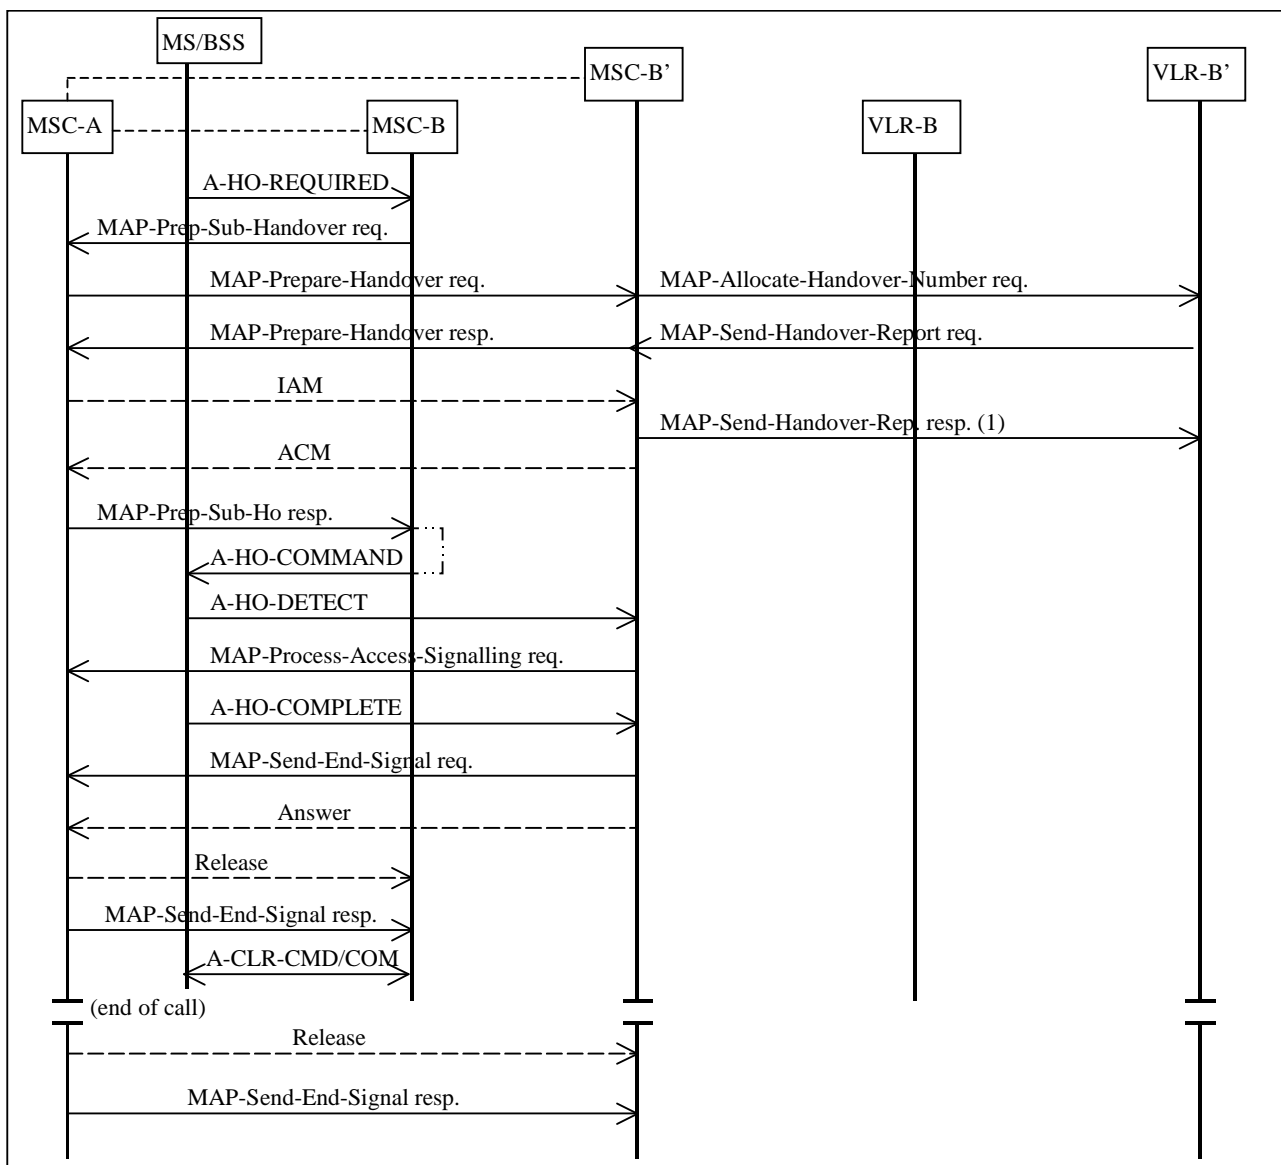 MS/BSS
MSC-B’
VLR-B’
MSC-A
MSC-B
VLR-B
A-HO-REQUIRED
MAP-Prep-Sub-Handover req.
MAP-Prepare-Handover req.
MAP-Allocate-Handover-Number req.
MAP-Prepare-Handover resp.
MAP-Send-Handover-Report req.
IAM
MAP-Send-Handover-Rep. resp. (1)
ACM
MAP-Prep-Sub-Ho resp.
A-HO-COMMAND
A-HO-DETECT
MAP-Process-Access-Signalling req.
A-HO-COMPLETE
MAP-Send-End-Signal req.
Answer
Release
MAP-Send-End-Signal resp.
A-CLR-CMD/COM
(end of call)
Release
MAP-Send-End-Signal resp.